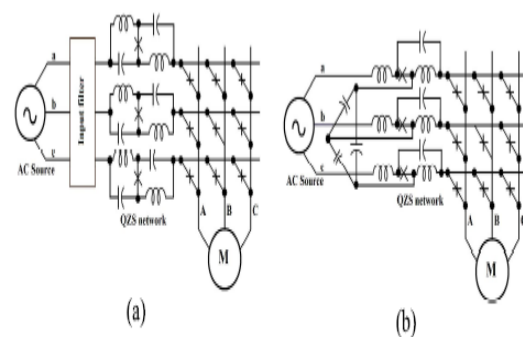 a
b
c
Input filter
AC Source
QZS network
A B C
M
(a)
a
b
c
AC Source
QZS network
A B
M
(b)